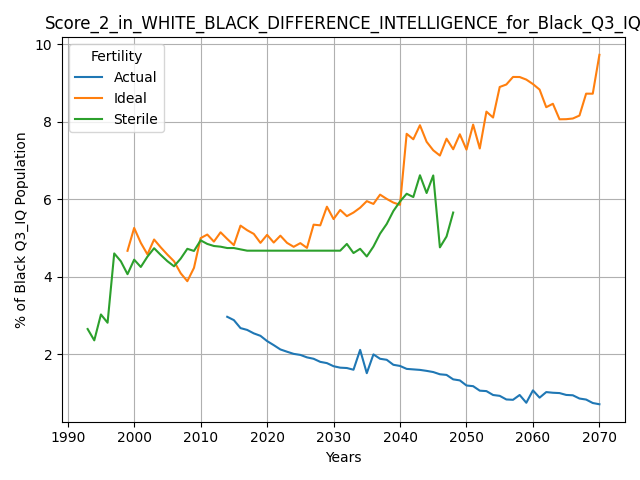 Score_2_in_WHITE_BLACK_DIFFERENCE_INTELLIGENCE_for_Black_Q3_IQ
10
8
6
4
2
% of Black Q3_IQ Population
Fertility
Actual
Ideal
Sterile
1990 2000 2010 2020 2030 2040 2050 2060 2070
Years